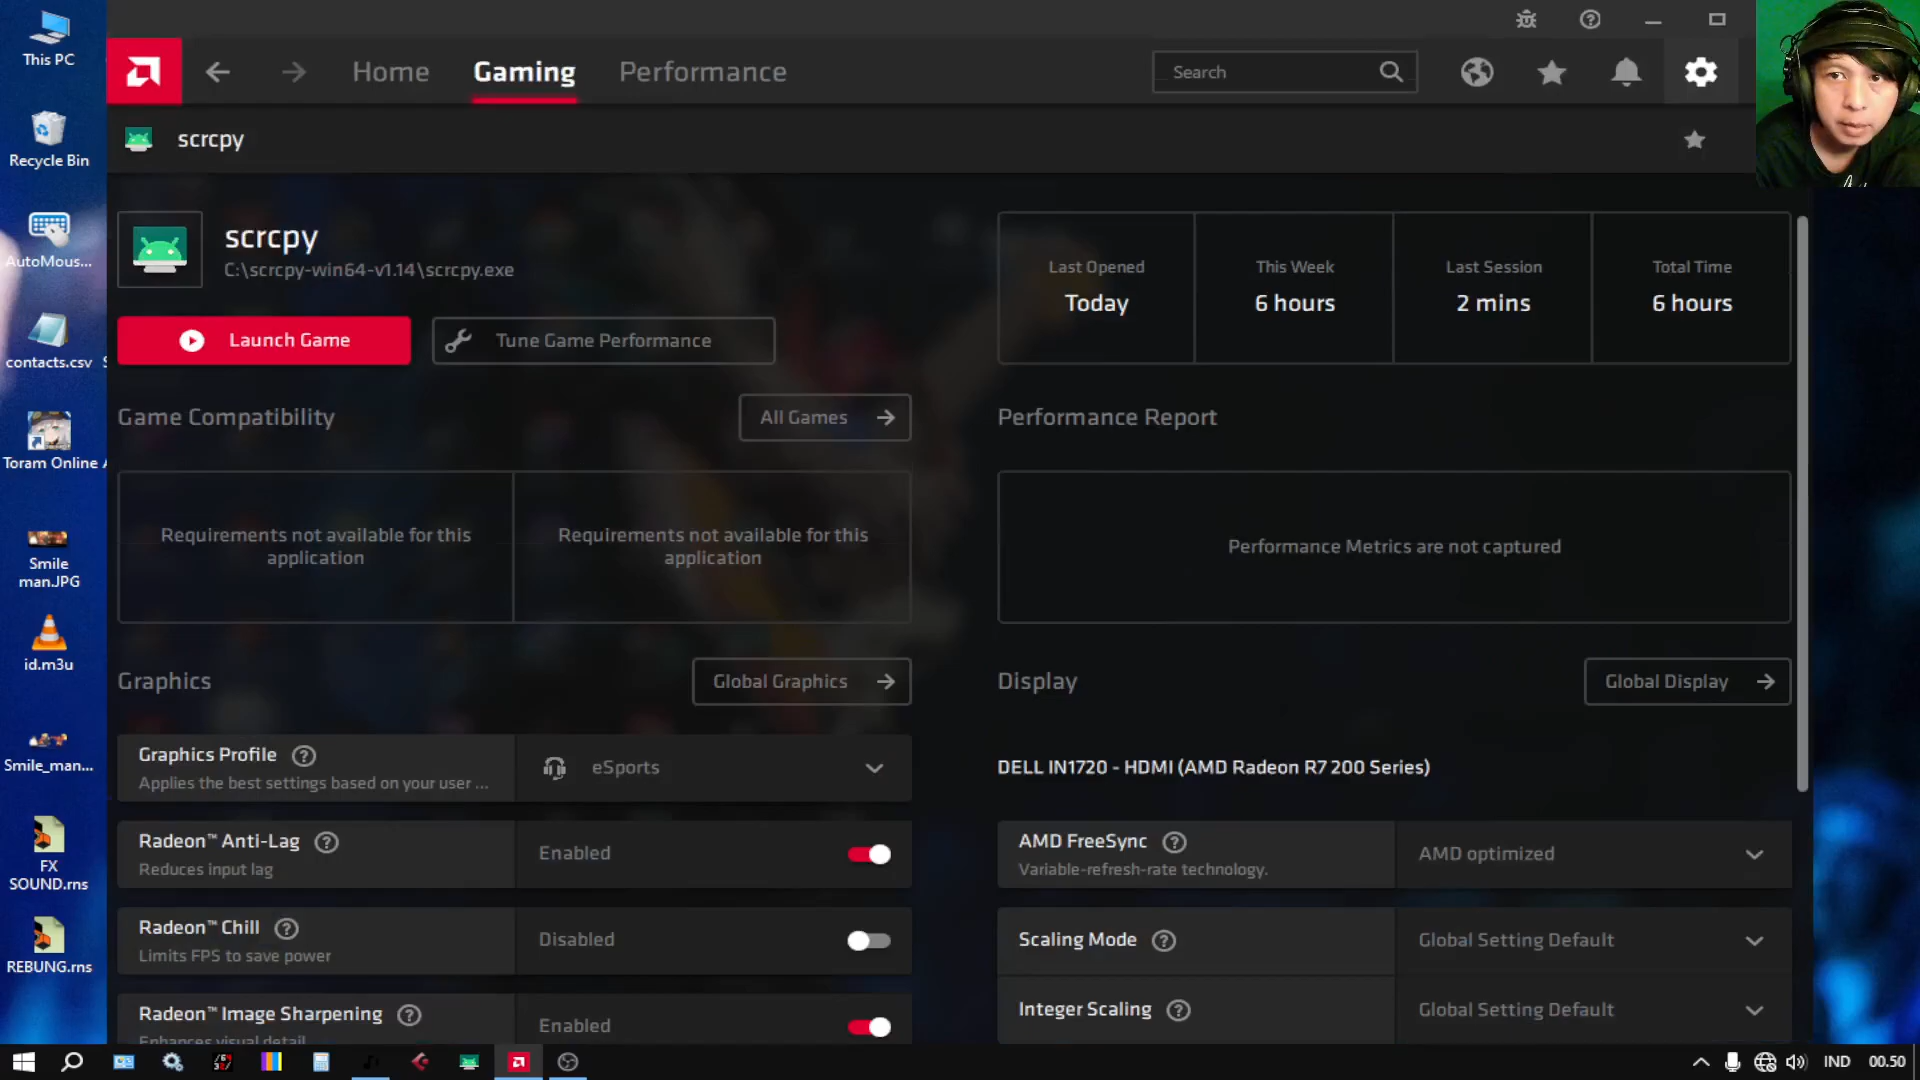 This PC
Recycle Bin
AutoMous...
contacts.csv
Toram Online
Smile
man.JPG
id.m3u
Smile_man...
FX
SOUND.rns
REBUNG.rns
Home
Gaming
Performance
Search
scrcpy
scrcpy
C:\scrcpy-win64-v1.14\scrcpy.exe
Launch Game
Tune Game Performance
Last Opened
Today
This Week
6 hours
Last Session
2 mins
Total Time
6 hours
Game Compatibility
All Games
Requirements not available for this
application
Requirements not available for this
application
Performance Report
Performance Metrics are not captured
Graphics
Global Graphics
Graphics Profile
Applies the best settings based on your user ...
eSports
Radeon™ Anti-Lag
Reduces input lag
Enabled
Radeon™ Chill
Limits FPS to save power
Disabled
Radeon™ Image Sharpening
Enhances visual detail
Enabled
Display
Global Display
DELL IN1720 - HDMI (AMD Radeon R7 200 Series)
AMD FreeSync
Variable-refresh-rate technology.
AMD optimized
Scaling Mode
Global Setting Default
Integer Scaling
Global Setting Default
IND
00.50